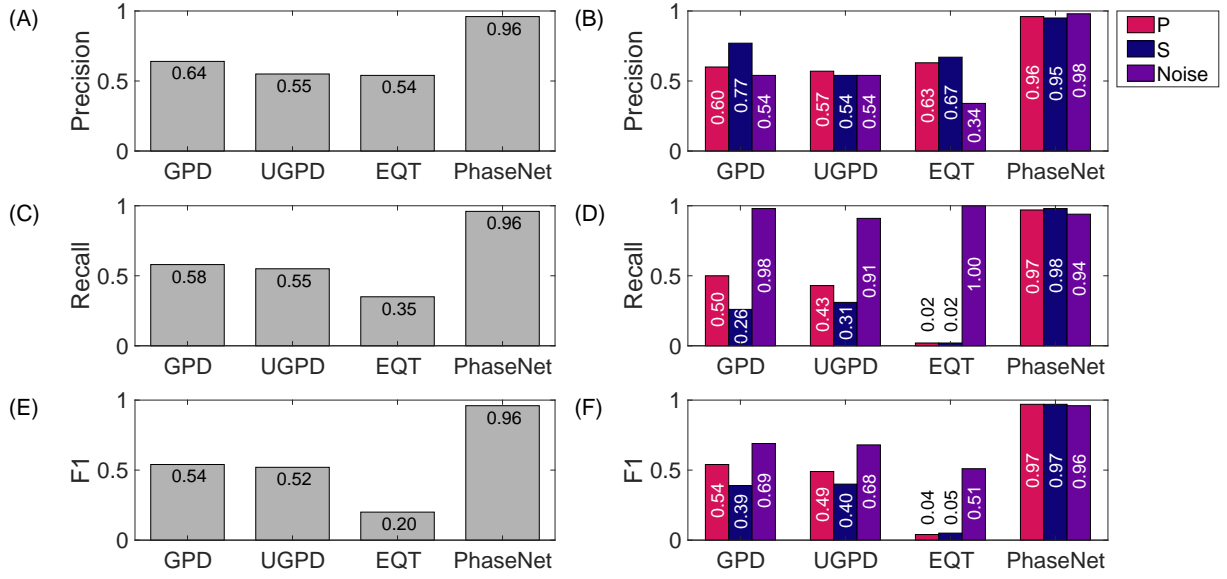 (A)
Precision
1
0.5
0
0.64
0.55
0.54
0.96
GPD
UGPD
EQT
PhaseNet
(B)
Precision
1
0.5
0
0.60
0.77
0.54
0.57
0.54
0.54
0.63
0.67
0.34
0.96
0.95
0.98
GPD
UGPD
EQT
PhaseNet
P
S
Noise
(C)
Recall
1
0.5
0
0.58
0.55
0.35
0.96
GPD
UGPD
EQT
PhaseNet
(D)
Recall
1
0.5
0
0.50
0.26
0.98
0.43
0.31
0.91
0.02
0.02
1.00
0.97
0.98
0.94
GPD
UGPD
EQT
PhaseNet
(E)
F1
1
0.5
0
0.54
0.52
0.20
0.96
GPD
UGPD
EQT
PhaseNet
(F)
F1
1
0.5
0
0.54
0.39
0.69
0.49
0.40
0.68
0.04
0.05
0.51
0.97
0.97
0.96
GPD
UGPD
EQT
PhaseNet